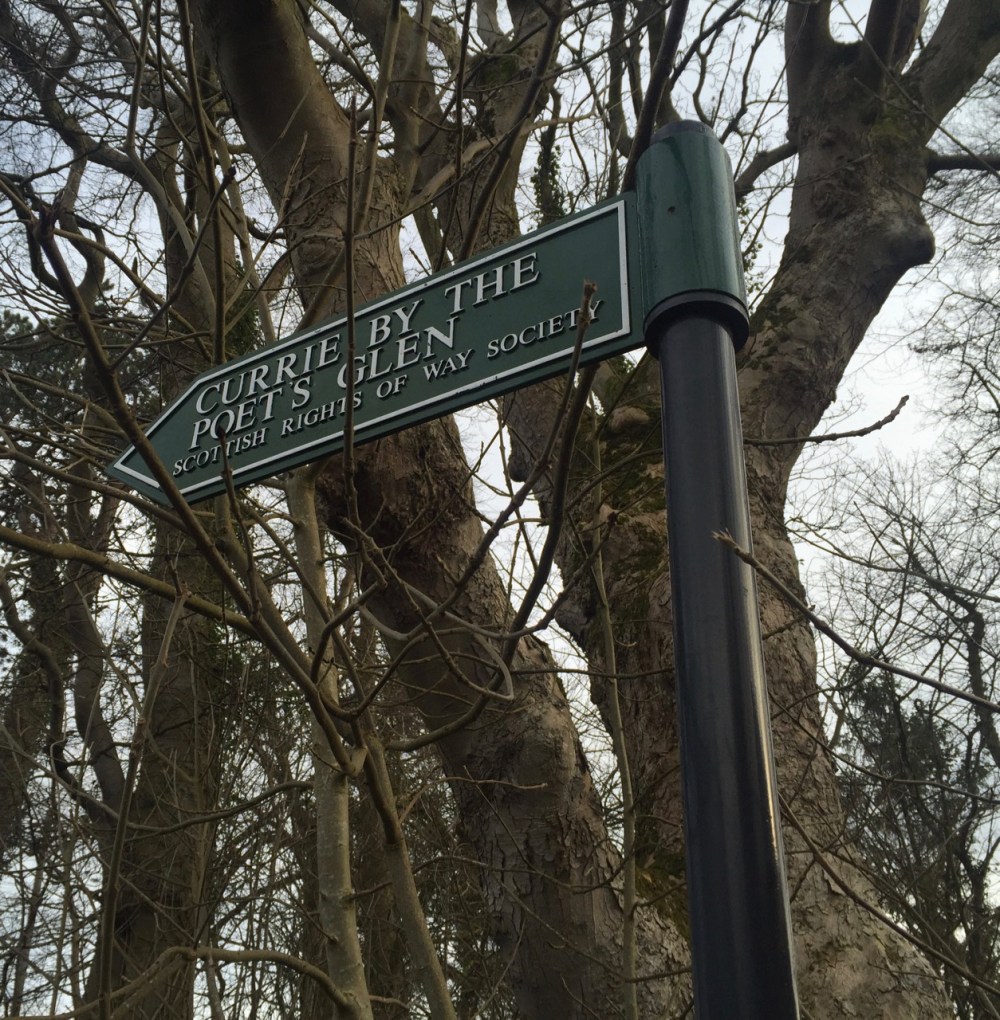 CURRIE BY THE
POET'S GLEN
SCOTTISH RIGHTS OF WAY SOCIETY